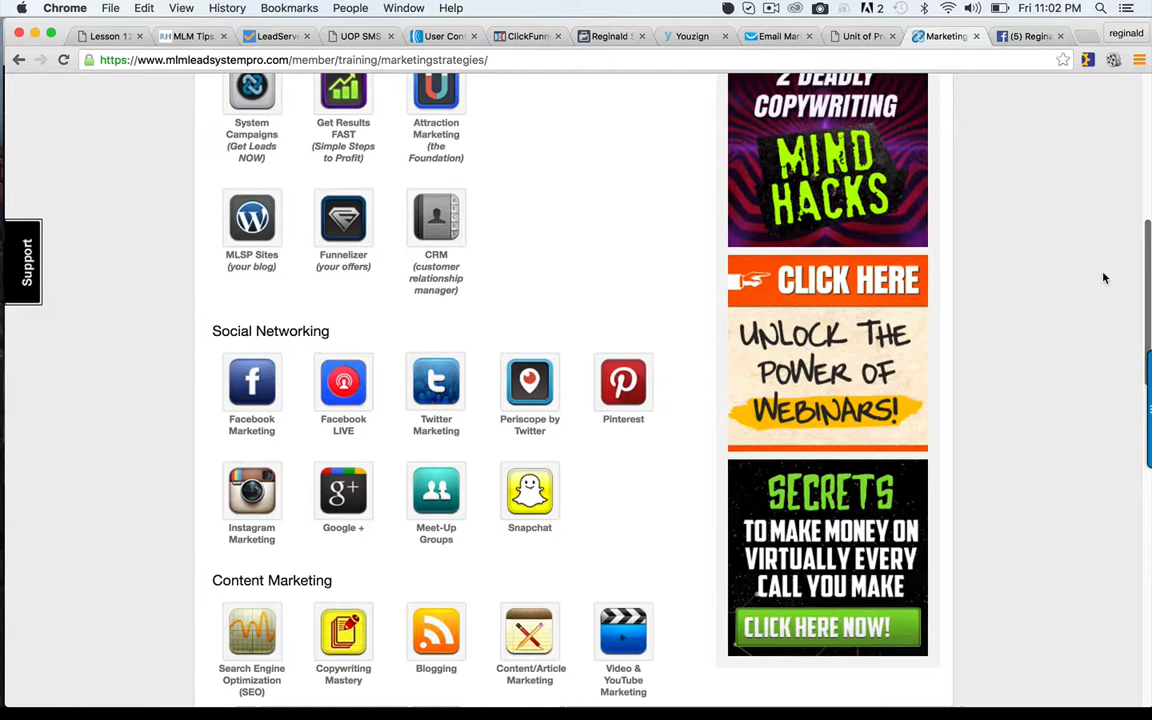 Chrome File Edit View History Bookmarks People Window Help
2 Fri 11:02 PM
Lesson 12
MLM Tips
LeadServ
UOP SMS
User Con
ClickFunn
Reginald S
Youzign
Email Mar
Unit of Pr
Marketing
(5) Regina
reginald
https://www.mlmleadsystempro.com/member/training/marketingstrategies/
Support
System
Campaigns
(Get Leads
NOW)
Get Results
FAST
(Simple Steps
to Profit)
Attraction
Marketing
(the
Foundation)
MLSP Sites
(your blog)
Funnelizer
(your offers)
CRM
(customer
relationship
manager)
Social Networking
Facebook
Marketing
Facebook
LIVE
Twitter
Marketing
Periscope by
Twitter
Pinterest
Instagram
Marketing
Google +
Meet-Up
Groups
Snapchat
Content Marketing
Search Engine
Optimization
(SEO)
Copywriting
Mastery
Blogging
Content/Article
Marketing
Video &
YouTube
Marketing
2 DEADLY
COPYWRITING
MIND
HACKS
CLICK HERE
UNLOCK THE
POWER OF
WEBINARS!
SECRETS
TO MAKE MONEY ON
VIRTUALLY EVERY
CALL YOU MAKE
CLICK HERE NOW!